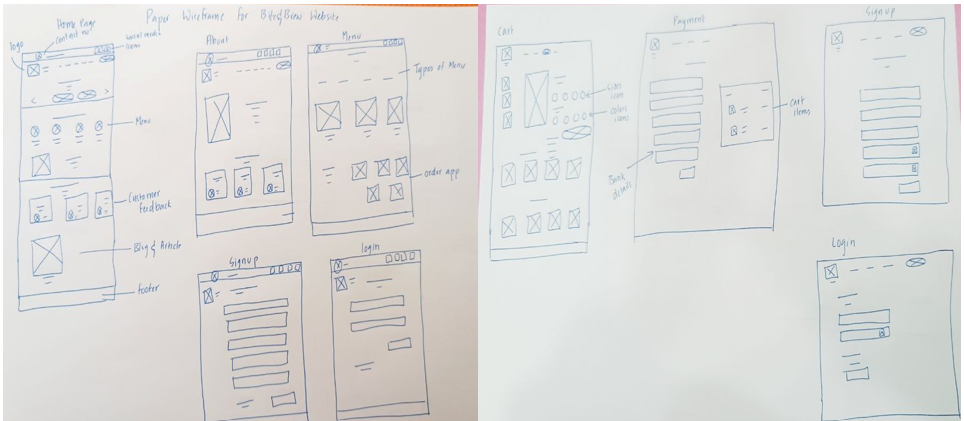 Paper Wireframe for Bite&Brew Website
Home Page
logo
contact no
social media
icons
Menu
Customer
Feedback
Blog & Article
footer
About
Menu
Types of Menu
order app
Signup
login
Cart
Sizes
icon
Colors
icons
Payment
Bank
details
Cart
items
Signup
Login